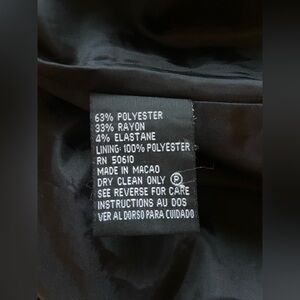 63% POLYESTER
33% RAYON
4% ELASTANE
LINING: 100% POLYESTER
RN 50610
MADE IN MACAO
DRY CLEAN ONLY Ⓟ
SEE REVERSE FOR CARE
INSTRUCTIONS AU DOS
VER AL DORSO PARA CUIDADO